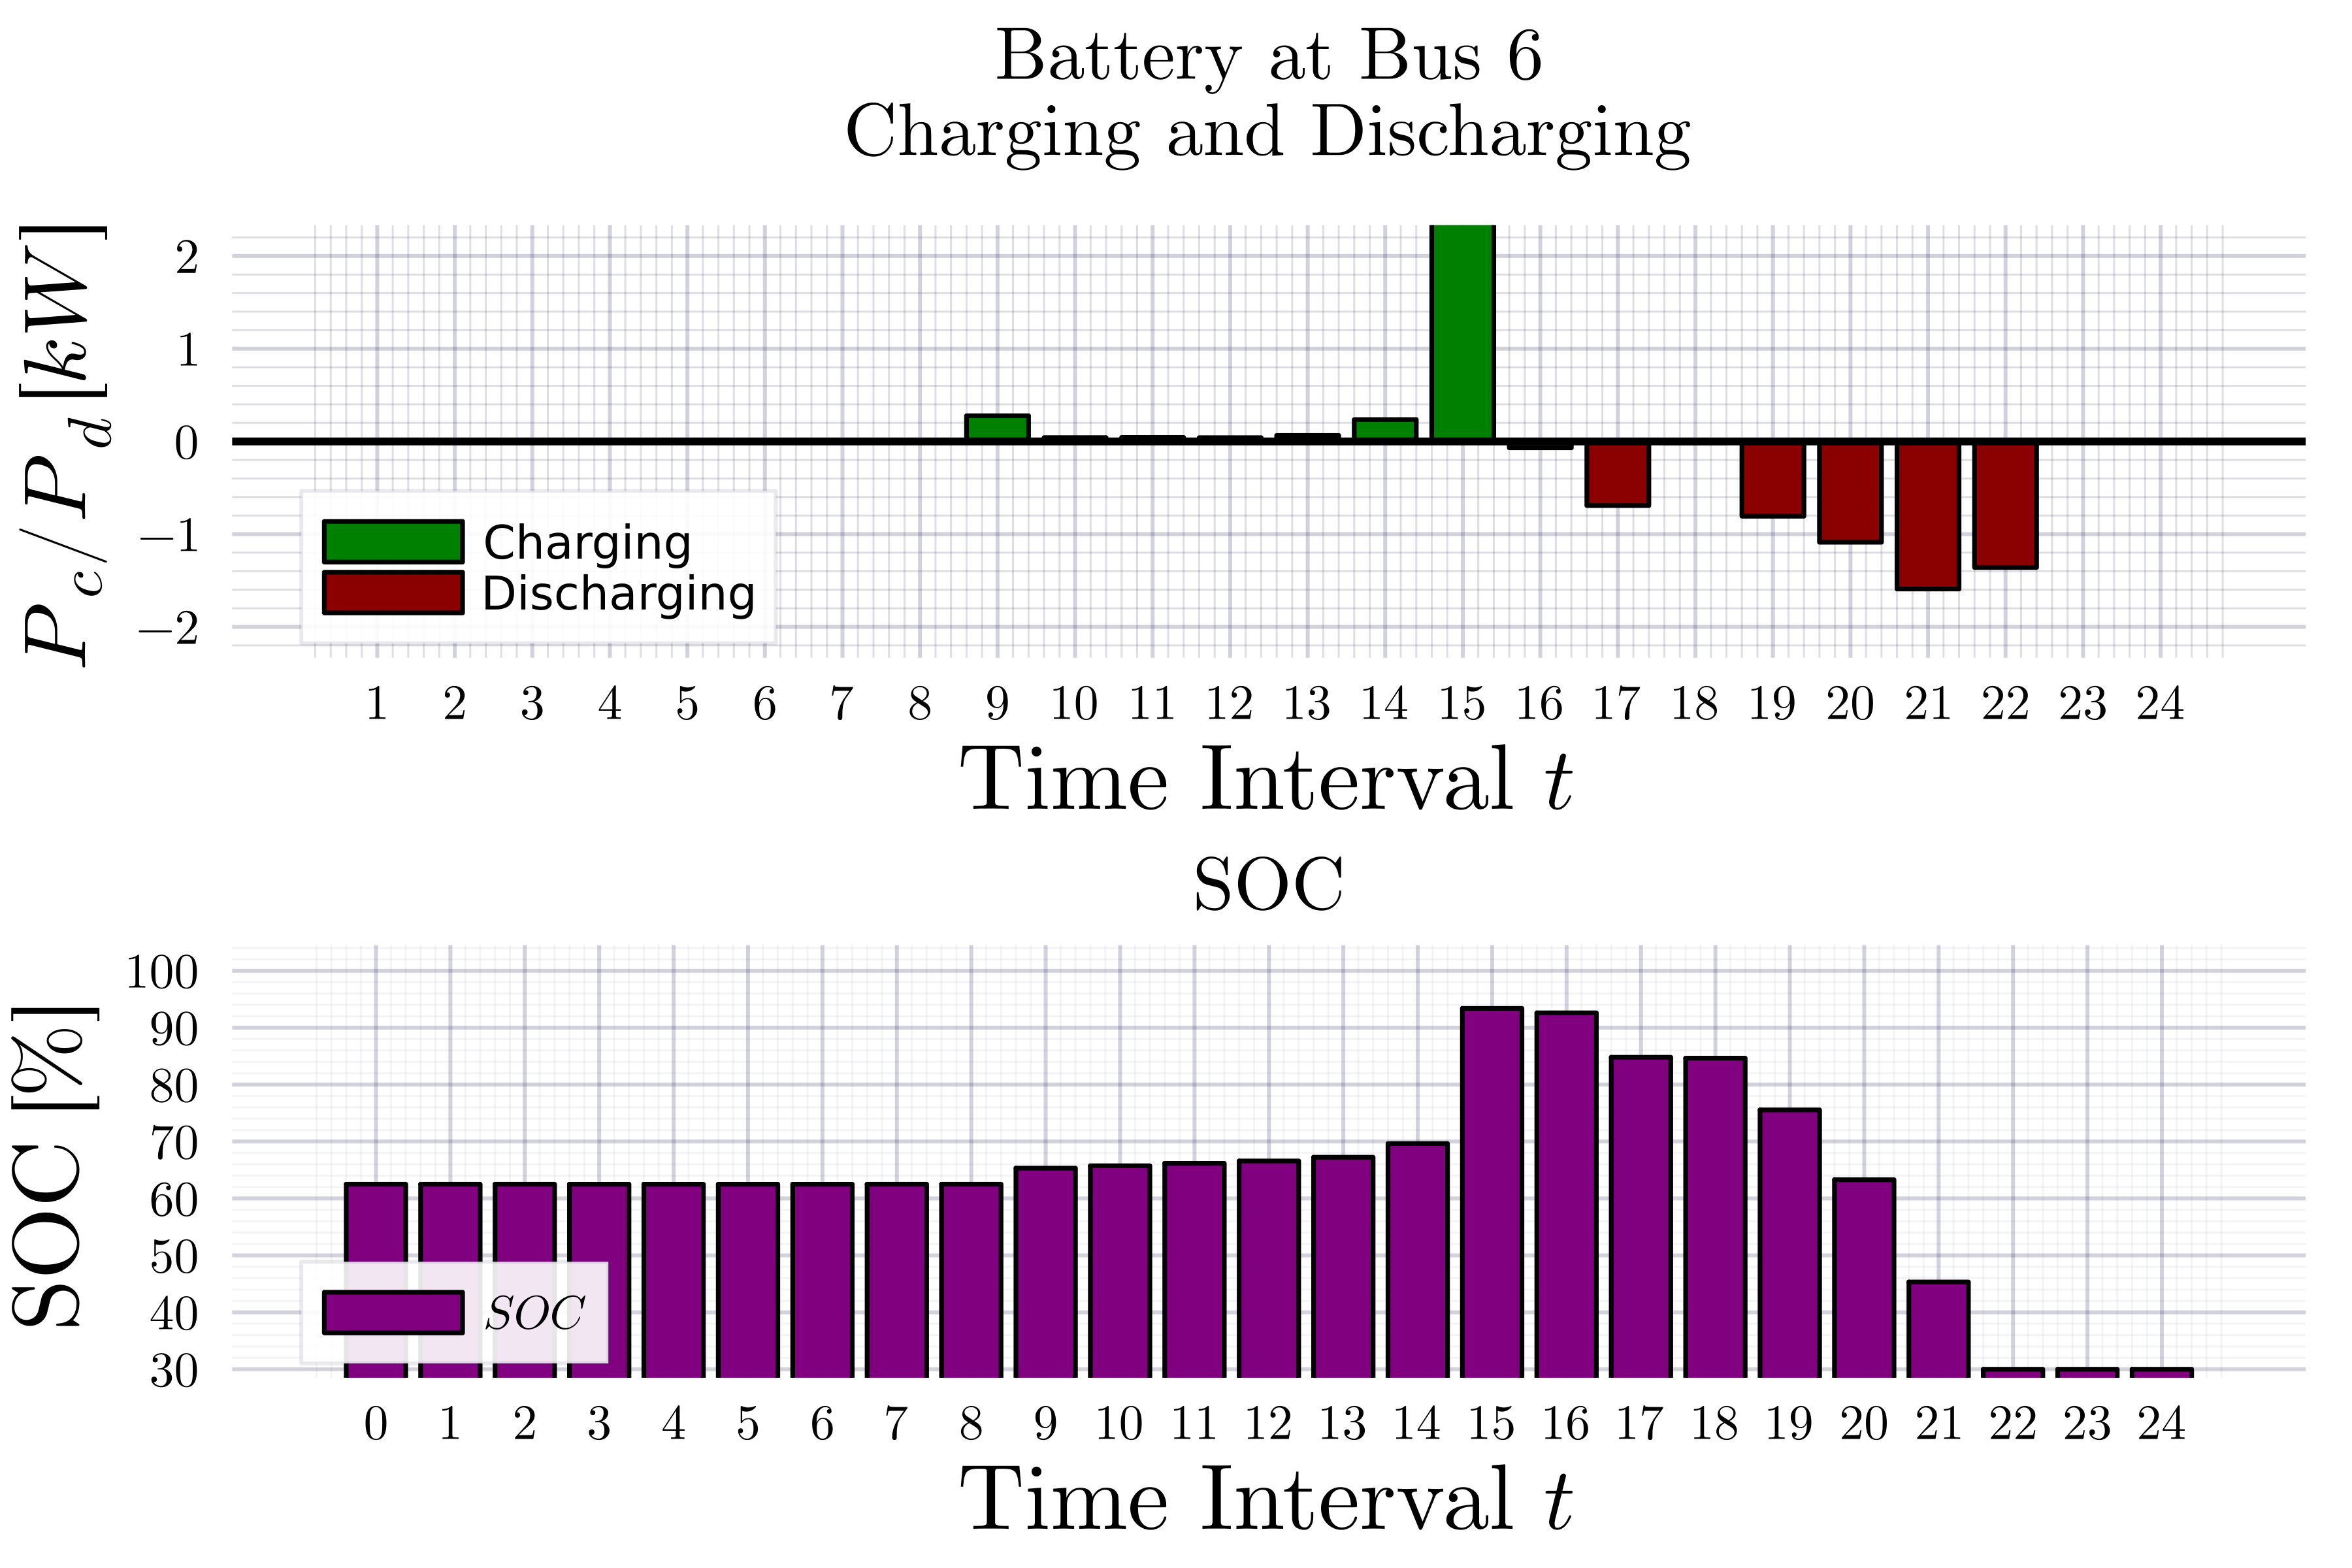 Battery at Bus 6
Charging and Discharging
P_c/P_d [kW]
2
1
0
−1
−2
Charging
Discharging
1 2 3 4 5 6 7 8 9 10 11 12 13 14 15 16 17 18 19 20 21 22 23 24
Time Interval t
SOC
SOC [%]
100
90
80
70
60
50
40
30
SOC
0 1 2 3 4 5 6 7 8 9 10 11 12 13 14 15 16 17 18 19 20 21 22 23 24
Time Interval t